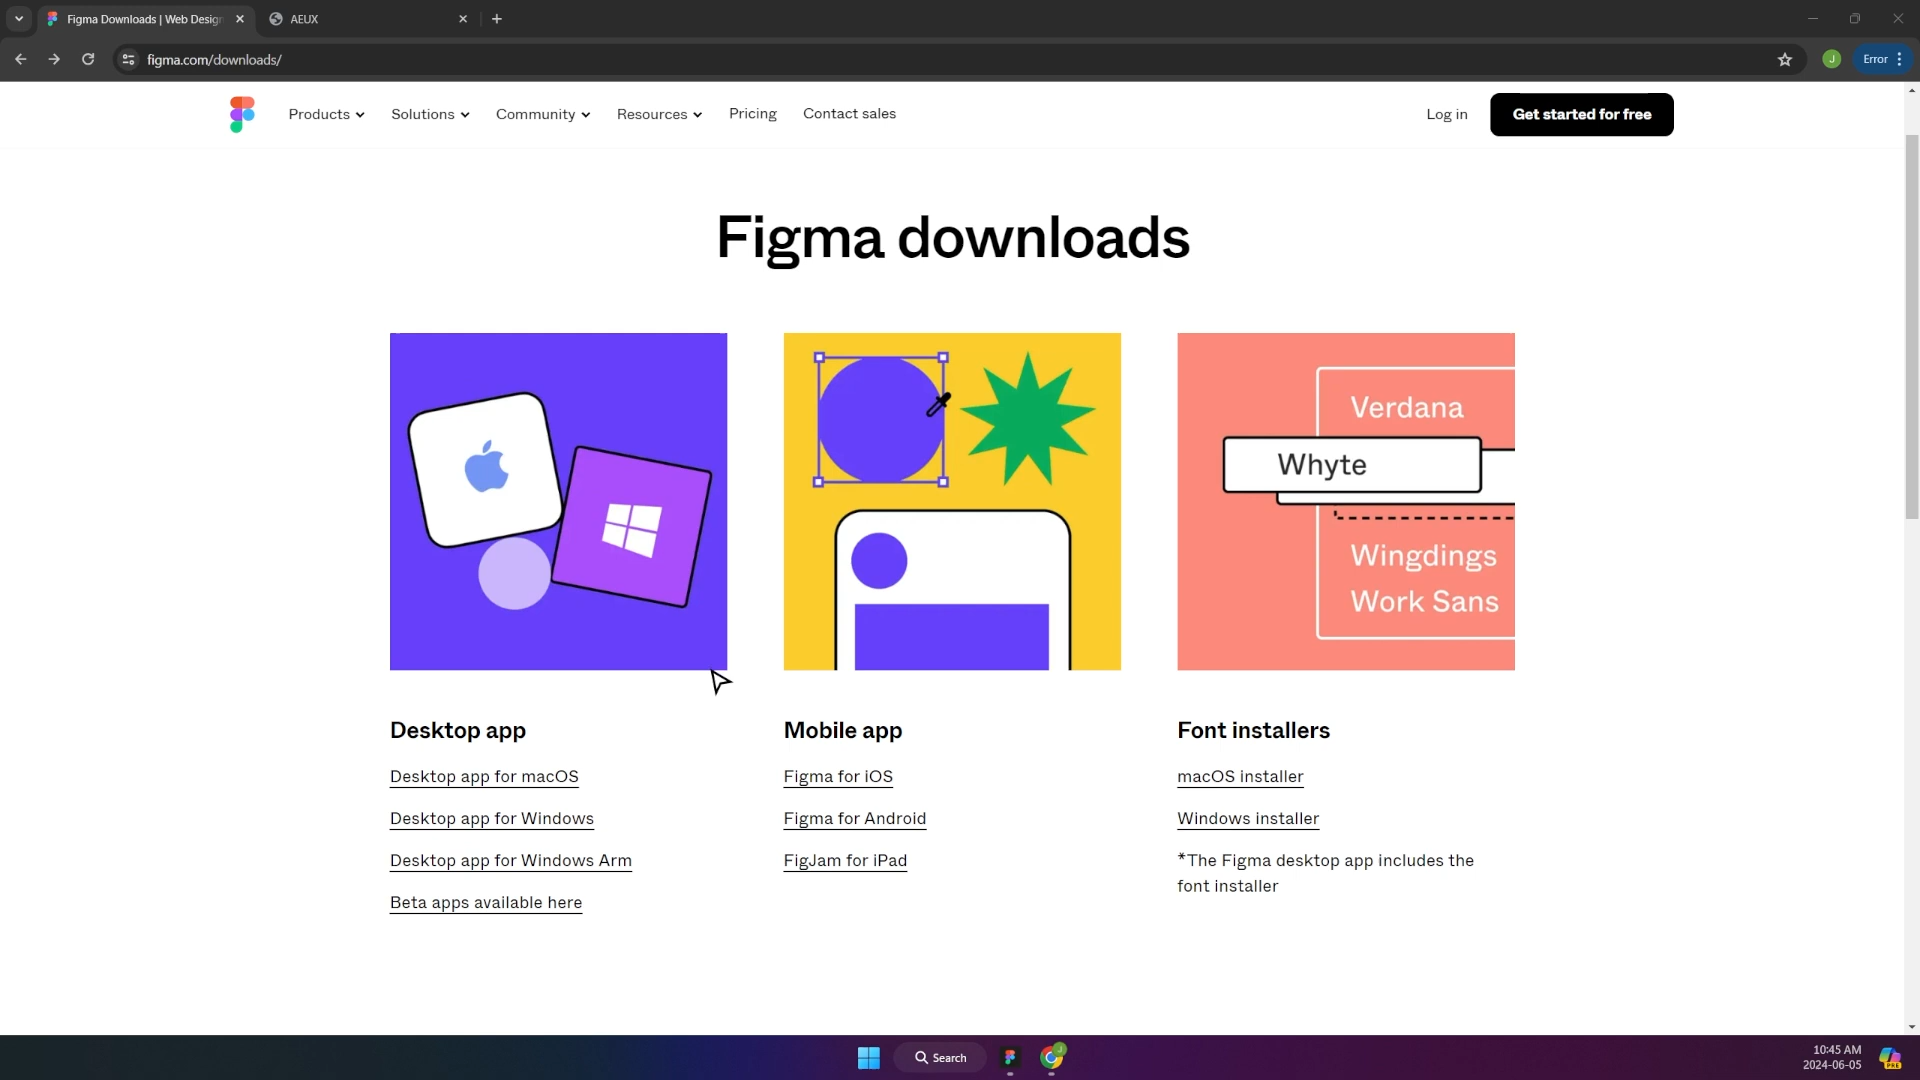 Figma Downloads | Web Design
AEUX
figma.com/downloads/
J
Error
Products
Solutions
Community
Resources
Pricing
Contact sales
Log in
Get started for free
Figma downloads
Verdana
Whyte
Wingdings
Work Sans
Desktop app
Desktop app for macOS
Desktop app for Windows
Desktop app for Windows Arm
Beta apps available here
Mobile app
Figma for iOS
Figma for Android
FigJam for iPad
Font installers
macOS installer
Windows installer
*The Figma desktop app includes the
font installer
Search
J
10:45 AM
2024-06-05
PRE